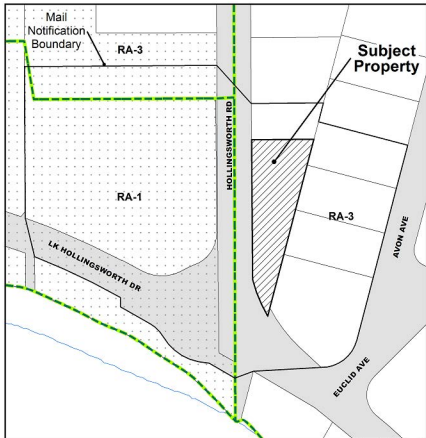 Mail
Notification
Boundary
RA-3
Subject
Property
HOLLINGSWORTH RD
RA-1
RA-3
AVON AVE
LK HOLLINGSWORTH DR
EUCLID AVE